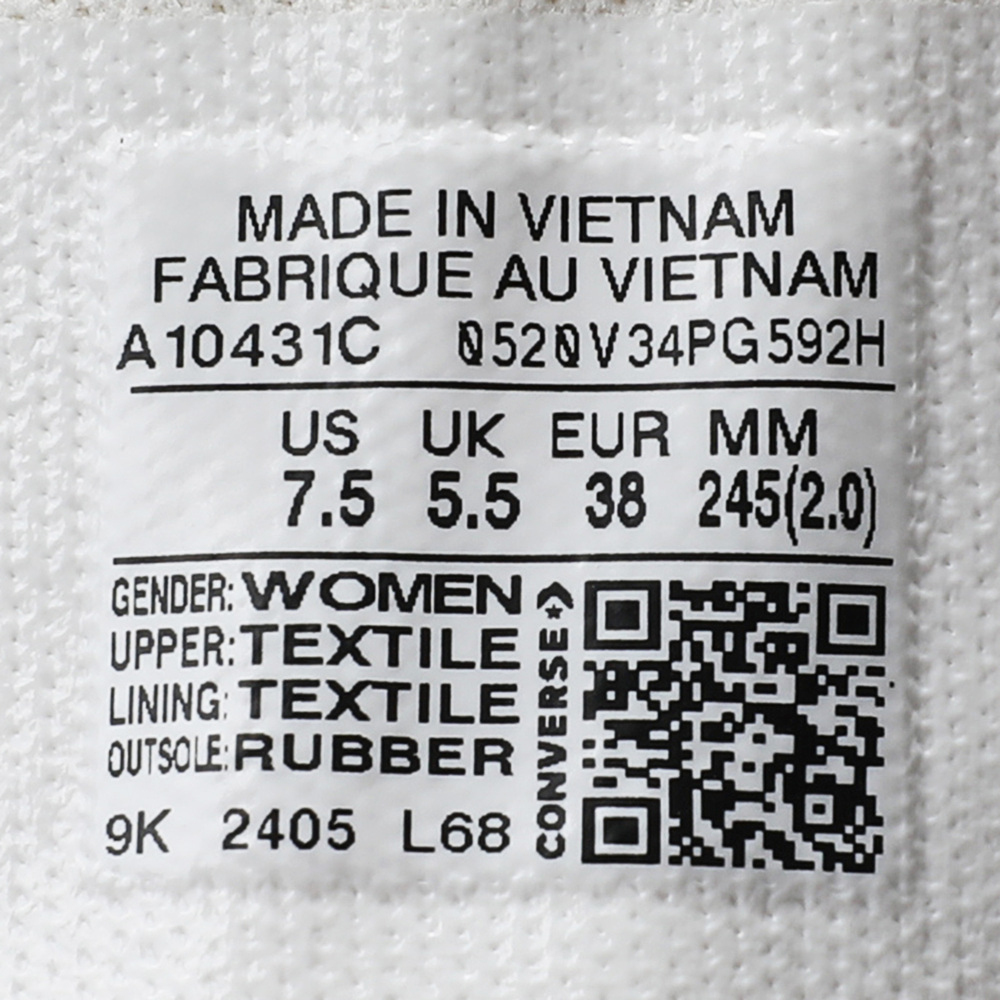 MADE IN VIETNAM
FABRIQUE AU VIETNAM
A10431C 0520V34PG592H
US UK EUR MM
7.5 5.5 38 245(2.0)
GENDER: WOMEN
UPPER: TEXTILE
LINING: TEXTILE
OUTSOLE: RUBBER
9K 2405 L68
CONVERSE